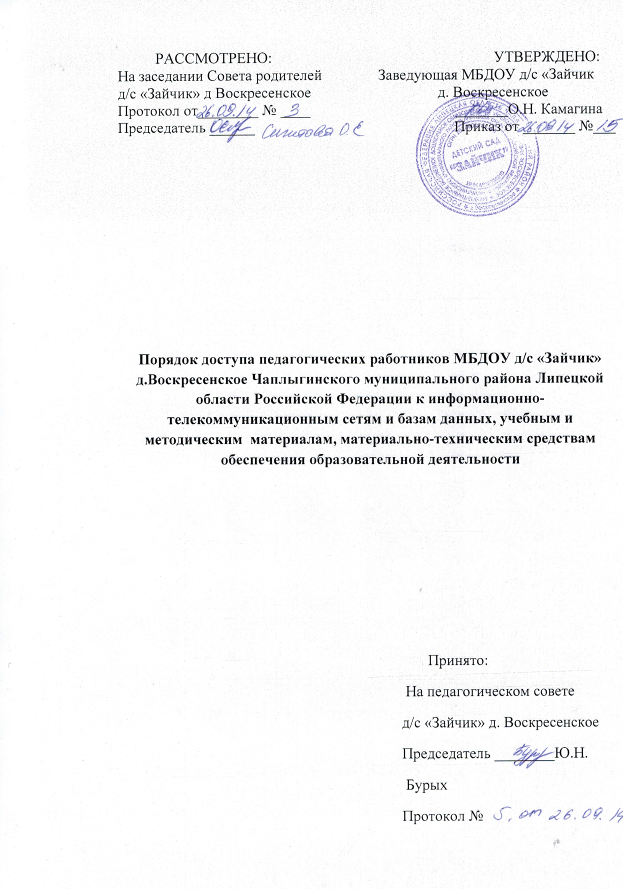 РАССМОТРЕНО:
На заседании Совета родителей
д/с «Зайчик» д Воскресенское
Протокол от 26.09.14 № 3
Председатель
УТВЕРЖДЕНО:
Заведующая МБДОУ д/с «Зайчик
д. Воскресенское
О.Н. Камагина
Приказ от 26.09.14 № 15
ДЕТСКИЙ САД
"ЗАЙЧИК"
Порядок доступа педагогических работников МБДОУ д/с «Зайчик»
д.Воскресенское Чаплыгинского муниципального района Липецкой
области Российской Федерации к информационно-
телекоммуникационным сетям и базам данных, учебным и
методическим материалам, материально-техническим средствам
обеспечения образовательной деятельности
Принято:
На педагогическом совете
д/с «Зайчик» д. Воскресенское
Председатель Ю.Н.
Бурых
Протокол № 5, от 26.09.14